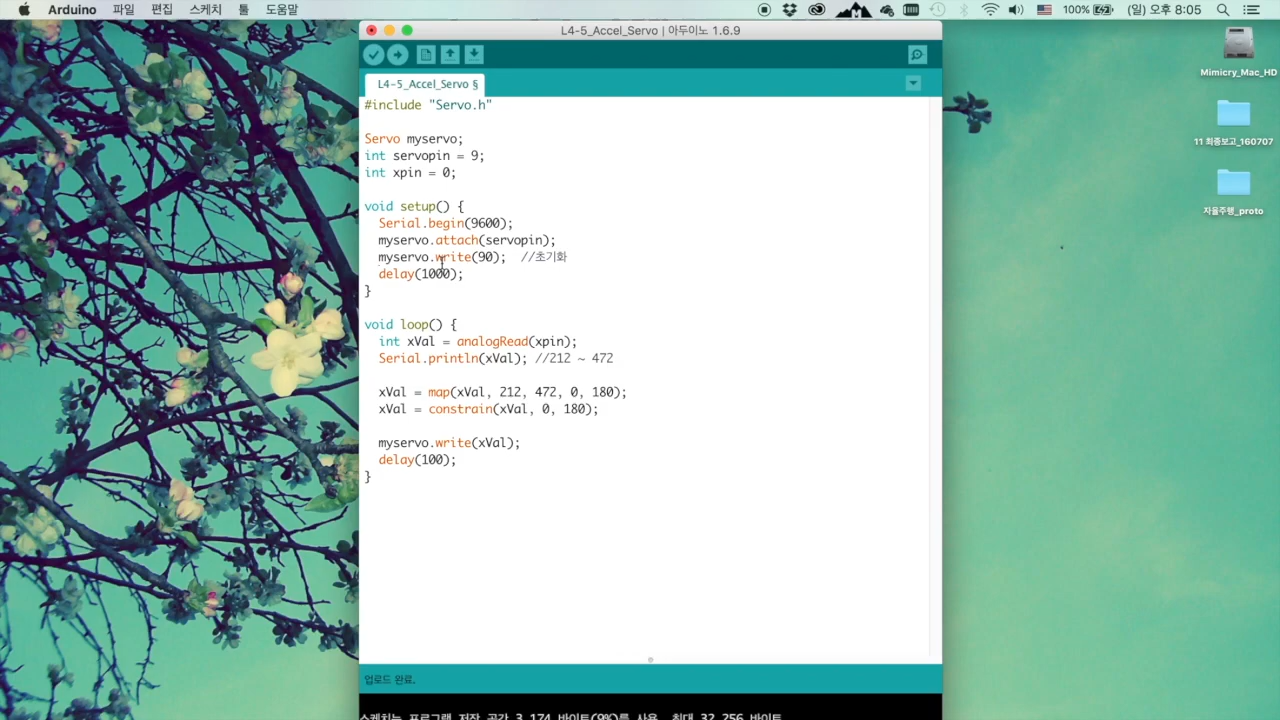 Arduino 파일 편집 스케치 툴 도움말 100% (일) 오후 8:05
L4-5_Accel_Servo | 아두이노 1.6.9
L4-5_Accel_Servo §
#include "Servo.h"
Servo myservo;
int servopin = 9;
int xpin = 0;
void setup() {
Serial.begin(9600);
myservo.attach(servopin);
myservo.write(90); //초기화
delay(1000);
}
void loop() {
int xVal = analogRead(xpin);
Serial.println(xVal); //212 ~ 472
xVal = map(xVal, 212, 472, 0, 180);
xVal = constrain(xVal, 0, 180);
myservo.write(xVal);
delay(100);
}
업로드 완료.
스케치는 프로그램 저장 공간 3,174 바이트(9%)를 사용. 최대 32,256 바이트.
Mimicry_Mac_HD
11 최종보고_160707
자율주행_proto